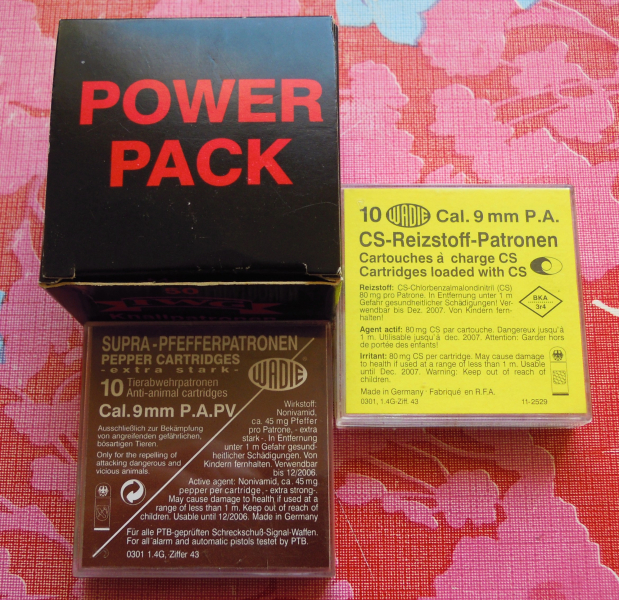 POWER
PACK
10 WADIE Cal. 9 mm P.A.
CS-Reizstoff-Patronen
Cartouches à charge CS
Cartridges loaded with CS
Reizstoff: CS-Chlorbenzalmalondinitril (CS)
80 mg pro Patrone. In Entfernung unter 1 m
Gefahr gesundheitlicher Schädigung! Ver-
wendbar bis Dez. 2007. Von Kindern fern-
halten!
BKA
3r4
Agent actif: 80 mg CS par cartouche. Dangereux jusqu'à
1 m. Utilisable jusqu'à déc. 2007. Attention: Garder hors
de portée des enfants!
Irritant: 80 mg CS per cartridge. May cause damage
to health if used at a range of less than 1 m. Usable
until Dec. 2007. Warning: Keep out of reach of
children.
Made in Germany · Fabriqué en R.F.A.
0301, 1.4G-Ziff. 43 11-2529
SUPRA-PFEFFERPATRONEN
PEPPER CARTRIDGES
- extra stark -
WADIE
10 Tierabwehrpatronen
Anti-animal cartridges
Cal. 9 mm P.A.PV
Ausschließlich zur Bekämpfung
von angreifenden gefährlichen,
bösartigen Tieren.
Only for the repelling of
attacking dangerous and
vicious animals.
Wirkstoff:
Nonivamid,
ca. 45 mg Pfeffer
pro Patrone, - extra
stark -. In Entfernung
unter 1 m Gefahr gesund-
heitlicher Schädigungen. Von
Kindern fernhalten. Verwendbar
bis 12/2006.
Active agent: Nonivamid, ca. 45 mg
pepper per cartridge, - extra strong-.
May cause damage to health if used at a
range of less than 1 m. Keep out of reach of
children. Usable until 12/2006. Made in Germany
Für alle PTB-geprüften Schreckschuß-Signal-Waffen.
For all alarm and automatic pistols tested by PTB.
0301 1.4G, Ziffer 43